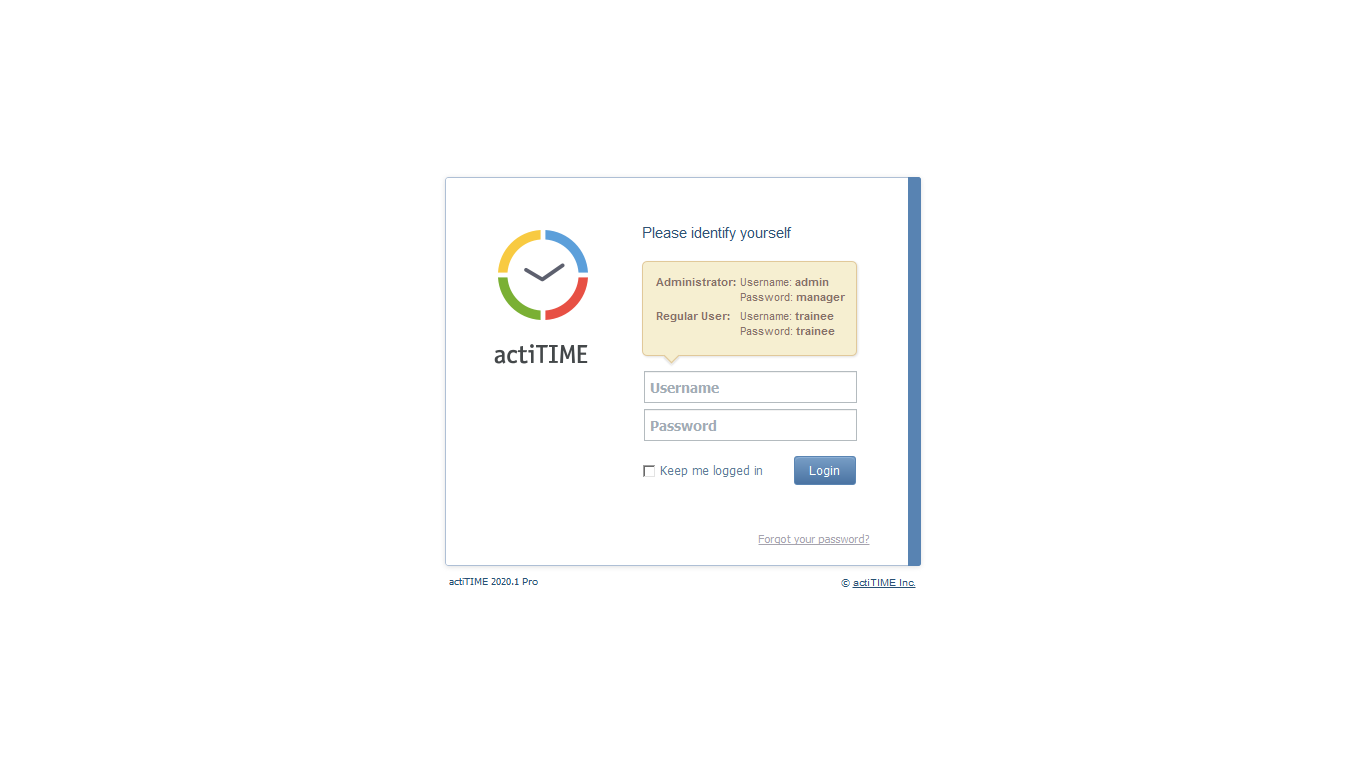 Please identify yourself
Administrator: Username: admin
Password: manager
Regular User: Username: trainee
Password: trainee
actiTIME
Username
Password
Keep me logged in Login
Forgot your password?
actiTIME 2020.1 Pro © actiTIME Inc.